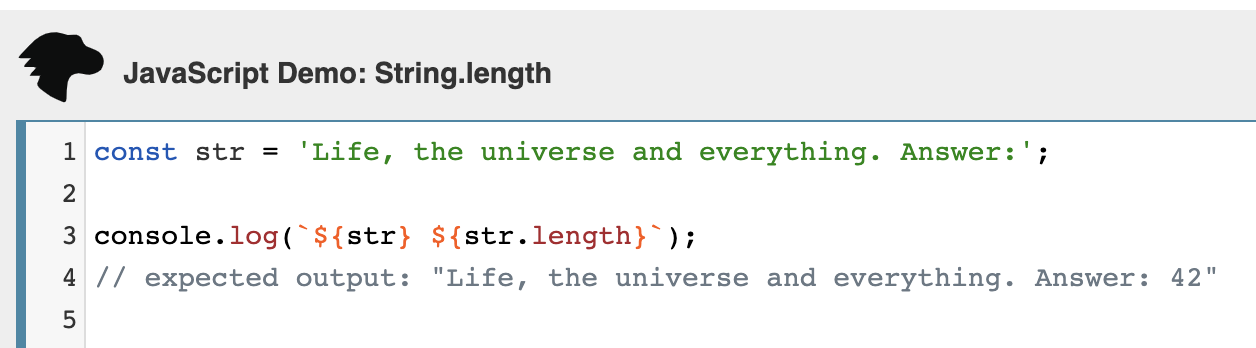 JavaScript Demo: String.length
1 const str = 'Life, the universe and everything. Answer:';
2
3 console.log(`${str} ${str.length}`);
4 // expected output: "Life, the universe and everything. Answer: 42"
5